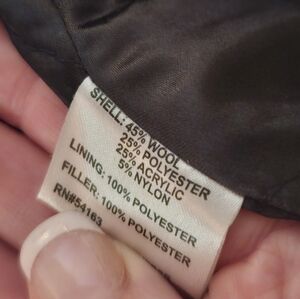 SHELL: 45% WOOL
25% POLYESTER
25% ACRYLIC
5% NYLON
LINING: 100% POLYESTER
FILLER: 100% POLYESTER
RN#54163